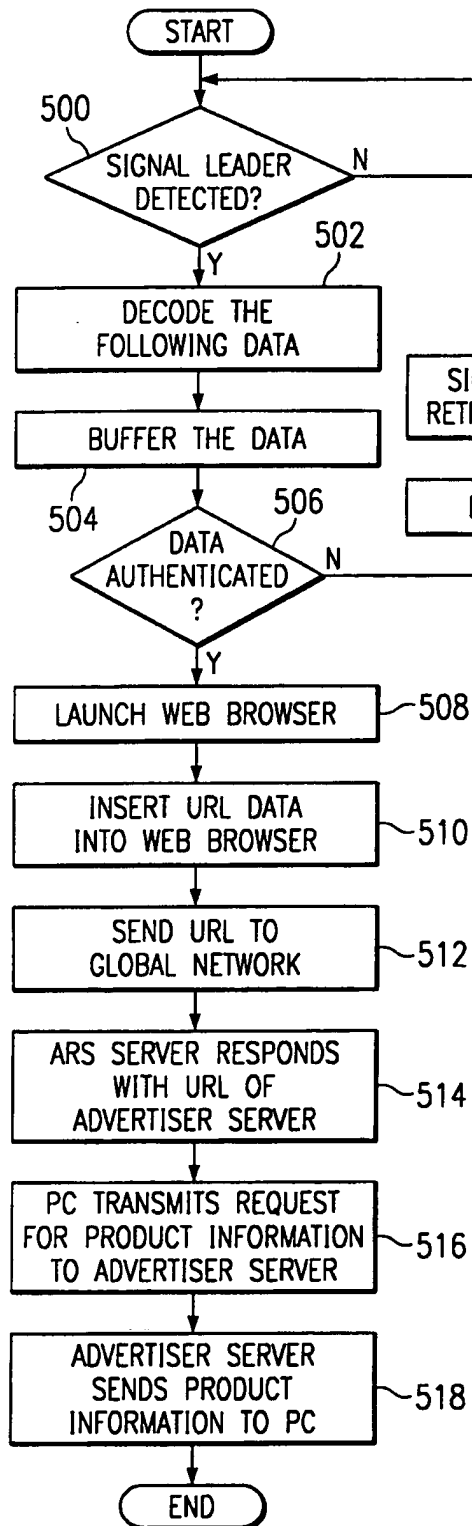 START
500
SIGNAL LEADER
DETECTED?
N
Y
502
DECODE THE
FOLLOWING DATA
BUFFER THE DATA
504
506
DATA
AUTHENTICATED
?
N
Y
LAUNCH WEB BROWSER
508
INSERT URL DATA
INTO WEB BROWSER
510
SEND URL TO
GLOBAL NETWORK
512
ARS SERVER RESPONDS
WITH URL OF
ADVERTISER SERVER
514
PC TRANSMITS REQUEST
FOR PRODUCT INFORMATION
TO ADVERTISER SERVER
516
ADVERTISER SERVER
SENDS PRODUCT
INFORMATION TO PC
518
END